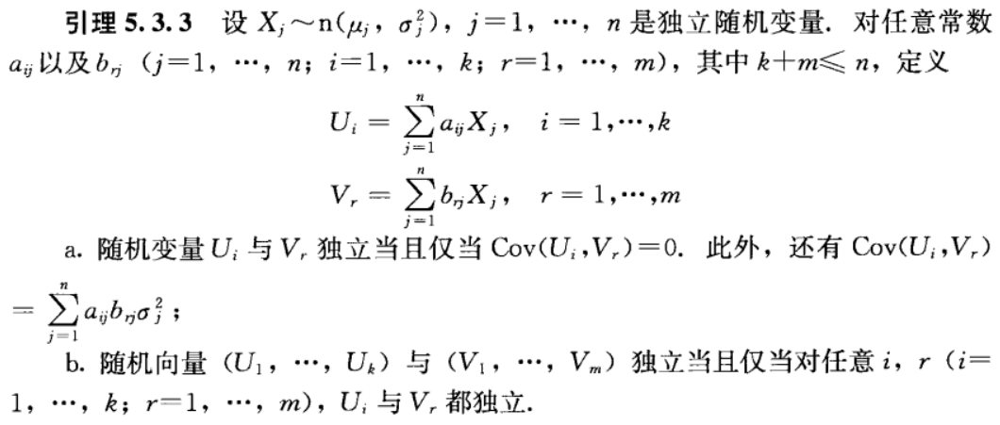 引理 5.3.3 设 $X_j \sim \mathrm{n}(\mu_j, \sigma_j^2)$, $j=1, \cdots, n$ 是独立随机变量. 对任意常数
$a_{ij}$ 以及 $b_{rj}$ ($j=1, \cdots, n$; $i=1, \cdots, k$; $r=1, \cdots, m$), 其中 $k+m \leqslant n$, 定义
$U_i = \sum_{j=1}^{n} a_{ij} X_j, \quad i = 1, \cdots, k$
$V_r = \sum_{j=1}^{n} b_{rj} X_j, \quad r = 1, \cdots, m$
a. 随机变量 $U_i$ 与 $V_r$ 独立当且仅当 $\mathrm{Cov}(U_i, V_r)=0$. 此外, 还有 $\mathrm{Cov}(U_i, V_r)$
$= \sum_{j=1}^{n} a_{ij} b_{rj} \sigma_j^2$ ;
b. 随机向量 $(U_1, \cdots, U_k)$ 与 $(V_1, \cdots, V_m)$ 独立当且仅当对任意 $i$, $r$ ($i=$
$1, \cdots, k$; $r=1, \cdots, m$), $U_i$ 与 $V_r$ 都独立.